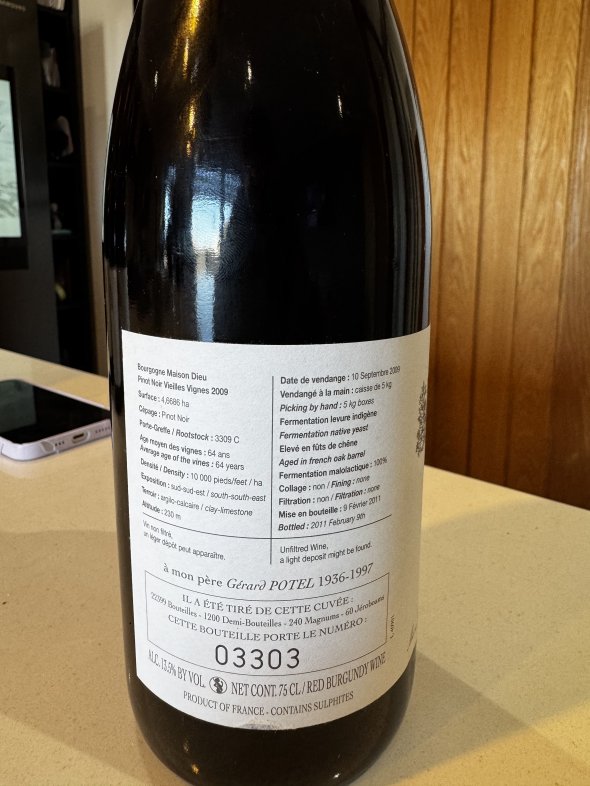 Bourgogne Maison Dieu
Pinot Noir Vieilles Vignes 2009
Surface : 4,6686 ha
Cépage : Pinot Noir
Porte-Greffe / Rootstock : 3309 C
Age moyen des vignes : 64 ans
Average age of the vines : 64 years
Densité / Density : 10 000 pieds/feet / ha
Exposition : sud-sud-est / south-south-east
Terroir : argilo-calcaire / clay-limestone
Altitude : 230 m
Vin non filtré,
un léger dépôt peut apparaître.
Date de vendange : 10 Septembre 2009
Vendangé à la main : caisse de 5 kg
Picking by hand : 5 kg boxes
Fermentation levure indigène
Fermentation native yeast
Elevé en fûts de chêne
Aged in french oak barrel
Fermentation malolactique : 100%
Collage : non / Fining : none
Filtration : non / Filtration : none
Mise en bouteille : 9 Février 2011
Bottled : 2011 February 9th
Unfiltred Wine,
a light deposit might be found.
à mon père Gérard POTEL 1936-1997
IL A ÉTÉ TIRÉ DE CETTE CUVÉE :
22399 Bouteilles - 1200 Demi-Bouteilles - 240 Magnums - 60 Jéroboams
CETTE BOUTEILLE PORTE LE NUMÉRO :
03303
ALC. 13.5% BY VOL. NET CONT. 75 CL / RED BURGUNDY WINE
PRODUCT OF FRANCE - CONTAINS SULPHITES